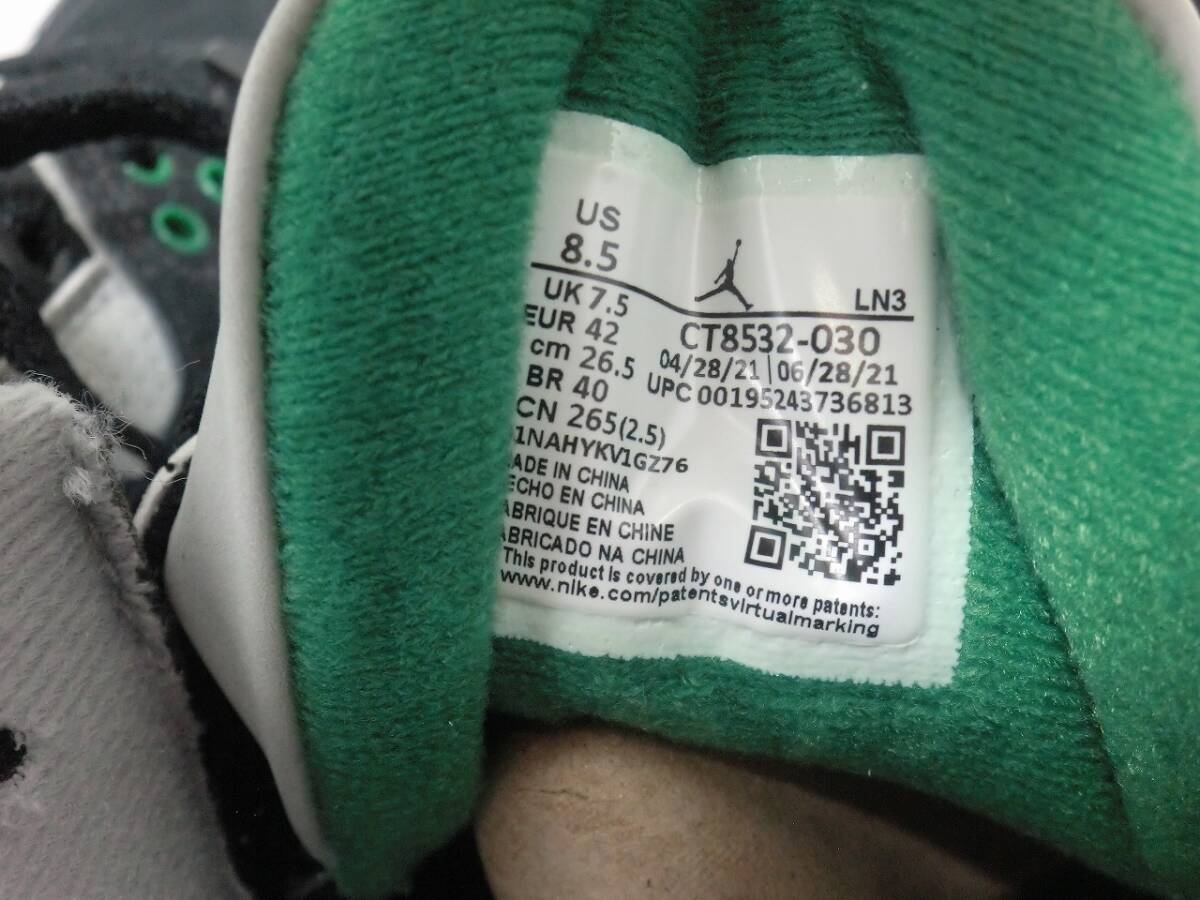 US
8.5
LN3
UK 7.5
EUR 42
CT8532-030
cm 26.5
04/28/21 | 06/28/21
BR 40
UPC 00195243736813
CN 265(2.5)
1NAHYKV1GZ76
ADE IN CHINA
ECHO EN CHINA
ABRIQUE EN CHINE
ABRICADO NA CHINA
This product is covered by one or more patents:
www.nike.com/patentsvirtualmarking